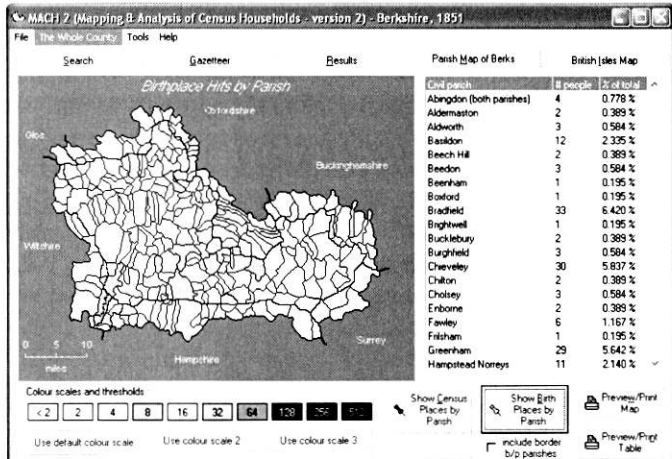 MACH 2 (Mapping & Analysis of Census Households - version 2) - Berkshire, 1851
File The Whole County Tools Help
Search Gazetteer Results Parish Map of Berks British Isles Map
Birthplace Hits by Parish
Oxfordshire
Glos.
Buckinghamshire
Wiltshire
Surrey
Hampshire
0 5 10
miles
Civil parish # people % of total
Abingdon (both parishes) 4 0.778 %
Aldermaston 2 0.389 %
Aldworth 3 0.584 %
Basildon 12 2.335 %
Beech Hill 2 0.389 %
Beedon 3 0.584 %
Beenham 1 0.195 %
Boxford 1 0.195 %
Bradfield 33 6.420 %
Brightwell 1 0.195 %
Bucklebury 2 0.389 %
Burghfield 3 0.584 %
Chieveley 30 5.837 %
Chilton 2 0.389 %
Cholsey 3 0.584 %
Enborne 2 0.389 %
Fawley 6 1.167 %
Frilsham 1 0.195 %
Greenham 29 5.642 %
Hampstead Norreys 11 2.140 %
Colour scales and thresholds
< 2 2 4 8 16 32 64 128 256 512
Use default colour scale Use colour scale 2 Use colour scale 3
Show Census
Places by
Parish
Show Birth
Places by
Parish
include border
b/p parishes
Preview/Print
Map
Preview/Print
Table